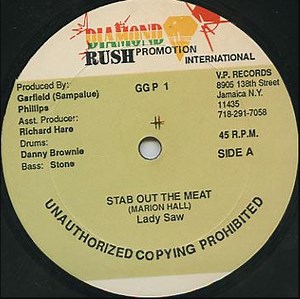 DIAMOND
RUSH PROMOTION
INTERNATIONAL
Produced By:
Garfield (Sampalue)
Phillips
Asst. Producer:
Richard Hare
Drums:
Danny Brownie
Bass: Stone
GG P 1
V.P. RECORDS
8905 138th Street
Jamaica N.Y.
11435
718-291-7058
45 R.P.M.
SIDE A
STAB OUT THE MEAT
(MARION HALL)
Lady Saw
UNAUTHORIZED COPYING PROHIBITED